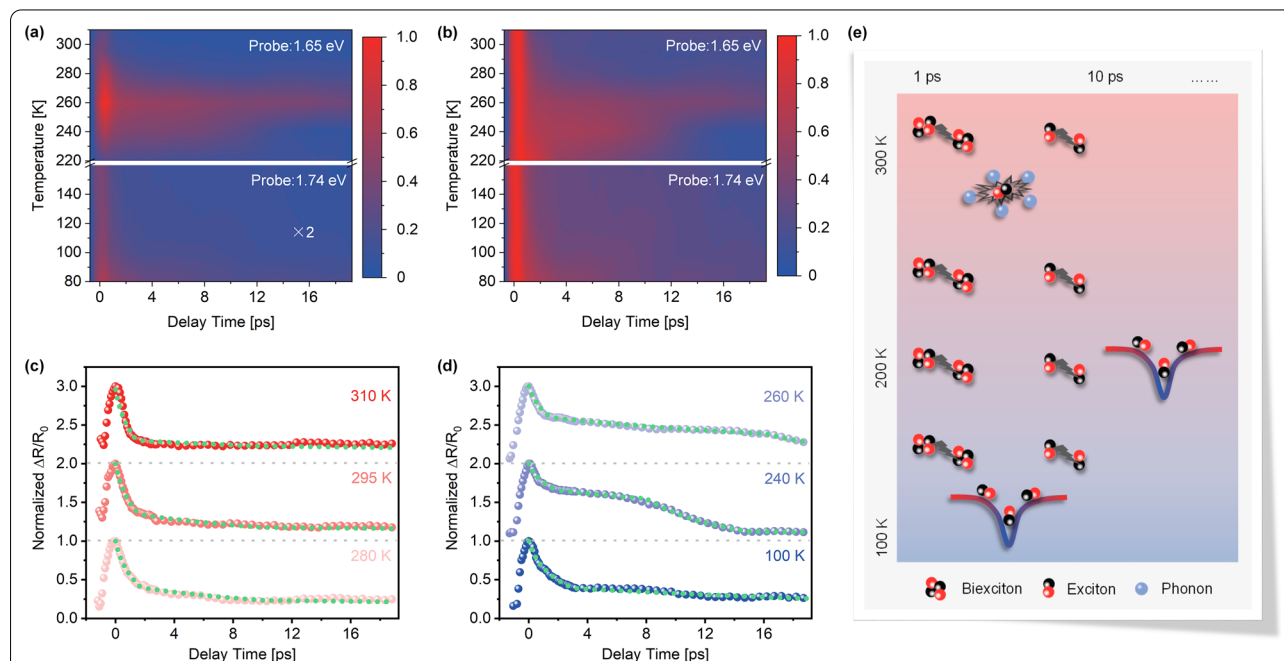 (a)
Probe:1.65 eV
Probe:1.74 eV
×2
Temperature [K]
300
280
260
240
220
160
140
120
100
80
0
4
8
12
16
Delay Time [ps]
1.0
0.8
0.6
0.4
0.2
0
(b)
Probe:1.65 eV
Probe:1.74 eV
Temperature [K]
300
280
260
240
220
140
120
100
80
0
4
8
12
16
Delay Time [ps]
1.0
0.8
0.6
0.4
0.2
0
(c)
310 K
295 K
280 K
Normalized ΔR/R0
3.0
2.5
2.0
1.5
1.0
0.5
0.0
0
4
8
12
16
Delay Time [ps]
(d)
260 K
240 K
100 K
Normalized ΔR/R0
3.0
2.5
2.0
1.5
1.0
0.5
0.0
0
4
8
12
16
Delay Time [ps]
(e)
1 ps 10 ps ……
300 K
200 K
100 K
Biexciton Exciton Phonon